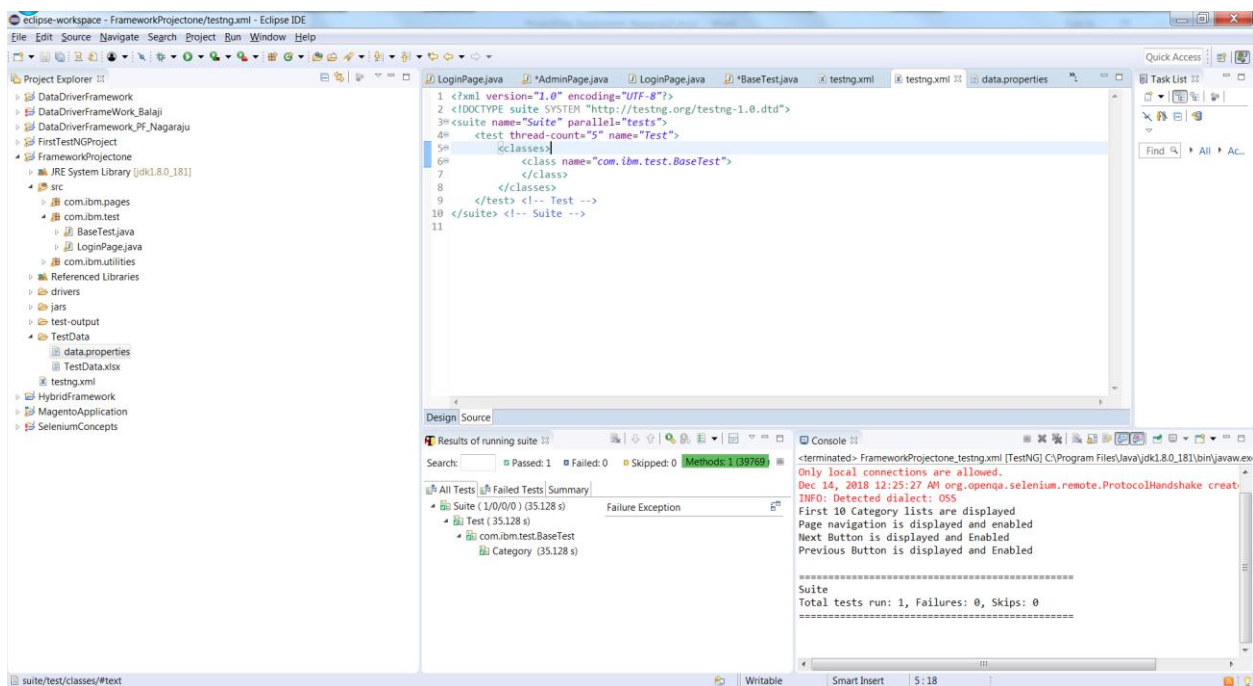 eclipse-workspace - FrameworkProjectone/testng.xml - Eclipse IDE
File Edit Source Navigate Search Project Run Window Help
Quick Access
Project Explorer
DataDriverFramework
DataDriverFrameWork_Balaji
DataDriverFramework_PF_Nagaraju
FirstTestNGProject
FrameworkProjectone
JRE System Library [jdk1.8.0_181]
src
com.ibm.pages
com.ibm.test
BaseTest.java
LoginPage.java
com.ibm.utilities
Referenced Libraries
drivers
jars
test-output
TestData
data.properties
TestData.xlsx
testng.xml
HybridFramework
MagentoApplication
SeleniumConcepts
LoginPage.java *AdminPage.java LoginPage.java *BaseTest.java testng.xml testng.xml data.properties
1 <?xml version="1.0" encoding="UTF-8"?>
2 <!DOCTYPE suite SYSTEM "http://testng.org/testng-1.0.dtd">
3 <suite name="Suite" parallel="tests">
4 <test thread-count="5" name="Test">
5 <classes>
6 <class name="com.ibm.test.BaseTest">
7 </class>
8 </classes>
9 </test> <!-- Test -->
10 </suite> <!-- Suite -->
11
Design Source
Task List
Find All Ac...
Results of running suite
Search: Passed: 1 Failed: 0 Skipped: 0 Methods: 1 (39769
All Tests Failed Tests Summary
Suite ( 1/0/0/0 ) (35.128 s)
Test ( 35.128 s)
com.ibm.test.BaseTest
Category (35.128 s)
Failure Exception
Console
<terminated> FrameworkProjectone_testng.xml [TestNG] C:\Program Files\Java\jdk1.8.0_181\bin\javaw.ex
Only local connections are allowed.
Dec 14, 2018 12:25:27 AM org.openqa.selenium.remote.ProtocolHandshake creat
INFO: Detected dialect: OSS
First 10 Category lists are displayed
Page navigation is displayed and enabled
Next Button is displayed and Enabled
Previous Button is displayed and Enabled
===============================================
Suite
Total tests run: 1, Failures: 0, Skips: 0
===============================================
suite/test/classes/#text Writable Smart Insert 5 : 18